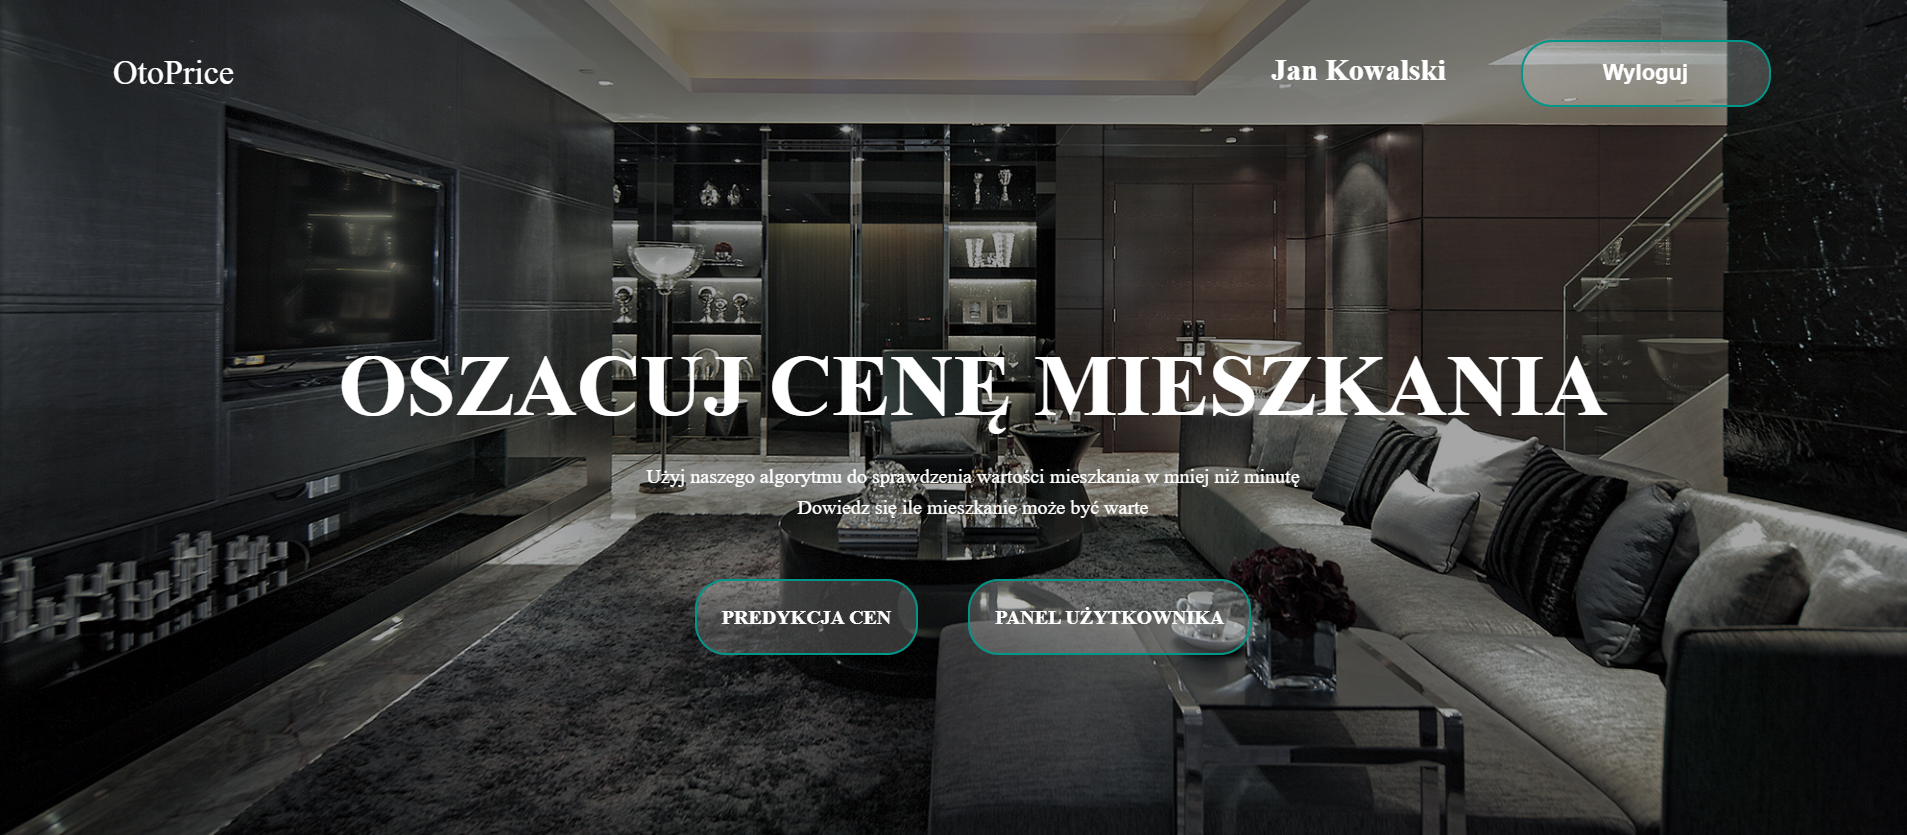 OtoPrice
Jan Kowalski
Wyloguj
OSZACUJ CENĘ MIESZKANIA
Użyj naszego algorytmu do sprawdzenia wartości mieszkania w mniej niż minutę
Dowiedz się ile mieszkanie może być warte
PREDYKCJA CEN
PANEL UŻYTKOWNIKA